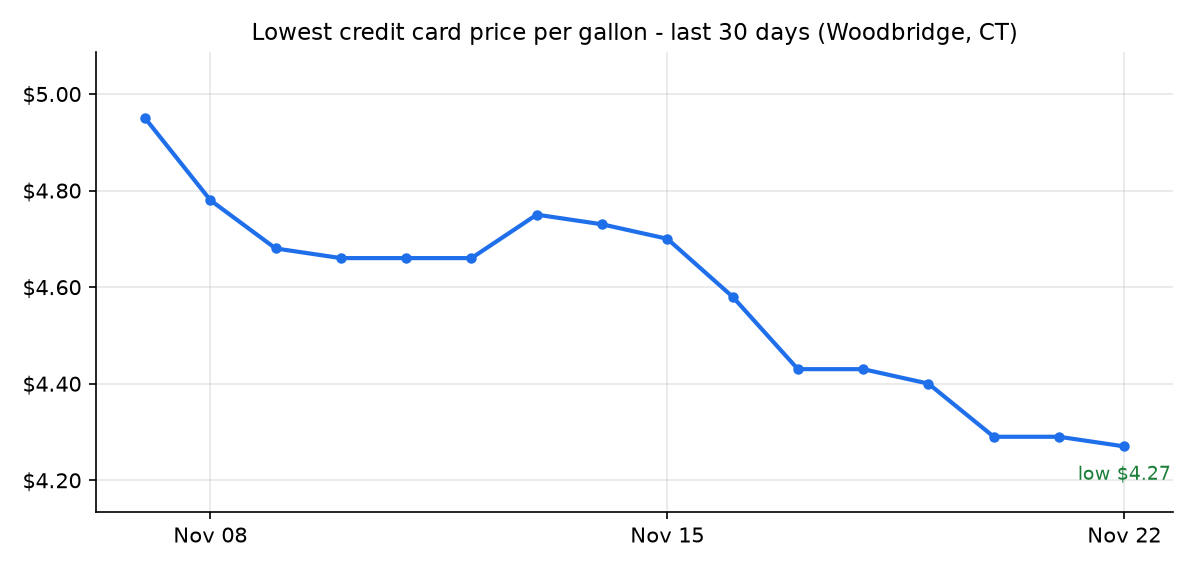 Lowest credit card price per gallon - last 30 days (Woodbridge, CT)
$5.00
$4.80
$4.60
$4.40
$4.20
low $4.27
Nov 08
Nov 15
Nov 22